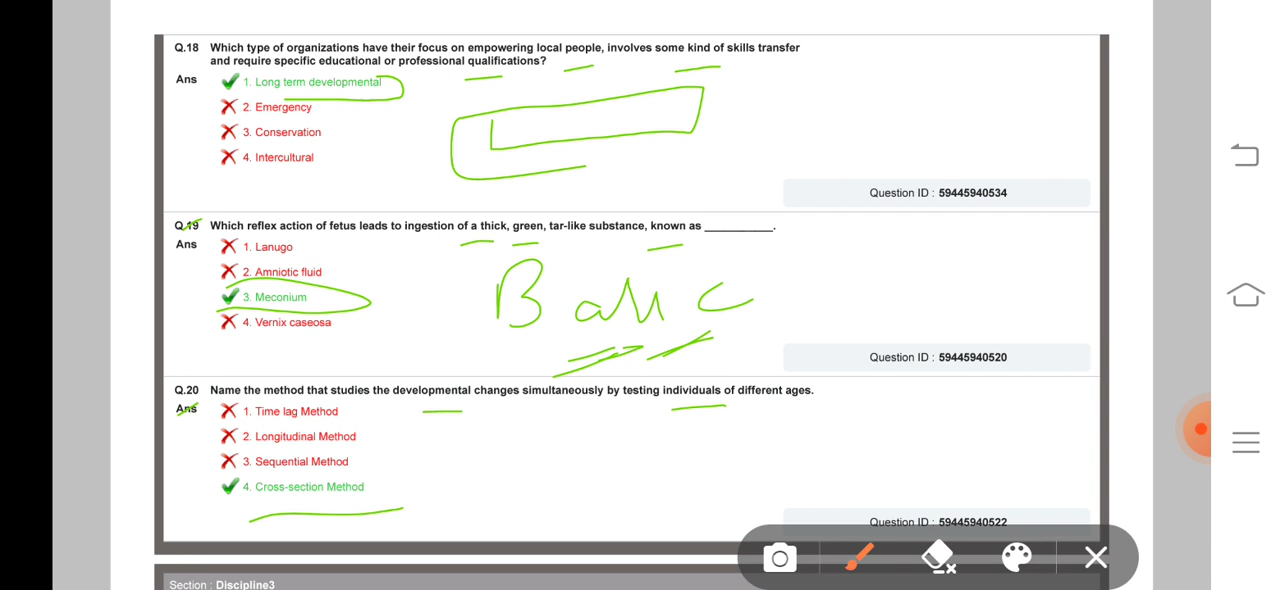 Q.18 Which type of organizations have their focus on empowering local people, involves some kind of skills transfer
and require specific educational or professional qualifications?
Ans 1. Long term developmental
2. Emergency
3. Conservation
4. Intercultural
Question ID : 59445940534
Q.19 Which reflex action of fetus leads to ingestion of a thick, green, tar-like substance, known as __________.
Ans 1. Lanugo
2. Amniotic fluid
3. Meconium
4. Vernix caseosa
Question ID : 59445940520
Q.20 Name the method that studies the developmental changes simultaneously by testing individuals of different ages.
Ans 1. Time lag Method
2. Longitudinal Method
3. Sequential Method
4. Cross-section Method
Question ID : 59445940522
Section : Discipline3